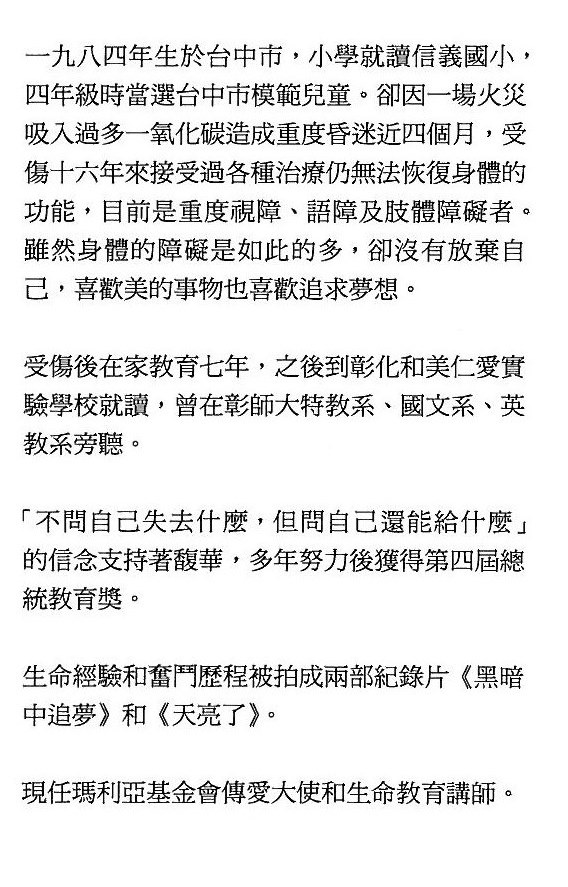 一九八四年生於台中市，小學就讀信義國小，
四年級時當選台中市模範兒童。卻因一場火災
吸入過多一氧化碳造成重度昏迷近四個月，受
傷十六年來接受過各種治療仍無法恢復身體的
功能，目前是重度視障、語障及肢體障礙者。
雖然身體的障礙是如此的多，卻沒有放棄自
己，喜歡美的事物也喜歡追求夢想。
受傷後在家教育七年，之後到彰化和美仁愛實
驗學校就讀，曾在彰師大特教系、國文系、英
教系旁聽。
「不問自己失去什麼，但問自己還能給什麼」
的信念支持著馥華，多年努力後獲得第四屆總
統教育獎。
生命經驗和奮鬥歷程被拍成兩部紀錄片《黑暗
中追夢》和《天亮了》。
現任瑪利亞基金會傳愛大使和生命教育講師。